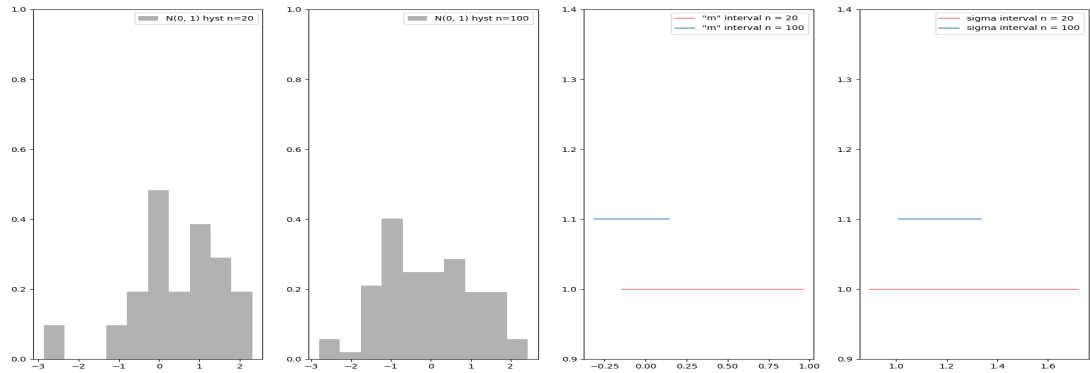 N(0, 1) hyst n=20
1.0
0.8
0.6
0.4
0.2
0.0
−3 −2 −1 0 1 2
N(0, 1) hyst n=100
1.0
0.8
0.6
0.4
0.2
0.0
−3 −2 −1 0 1 2
"m" interval n = 20
"m" interval n = 100
1.4
1.3
1.2
1.1
1.0
0.9
−0.25 0.00 0.25 0.50 0.75 1.00
sigma interval n = 20
sigma interval n = 100
1.4
1.3
1.2
1.1
1.0
0.9
1.0 1.2 1.4 1.6